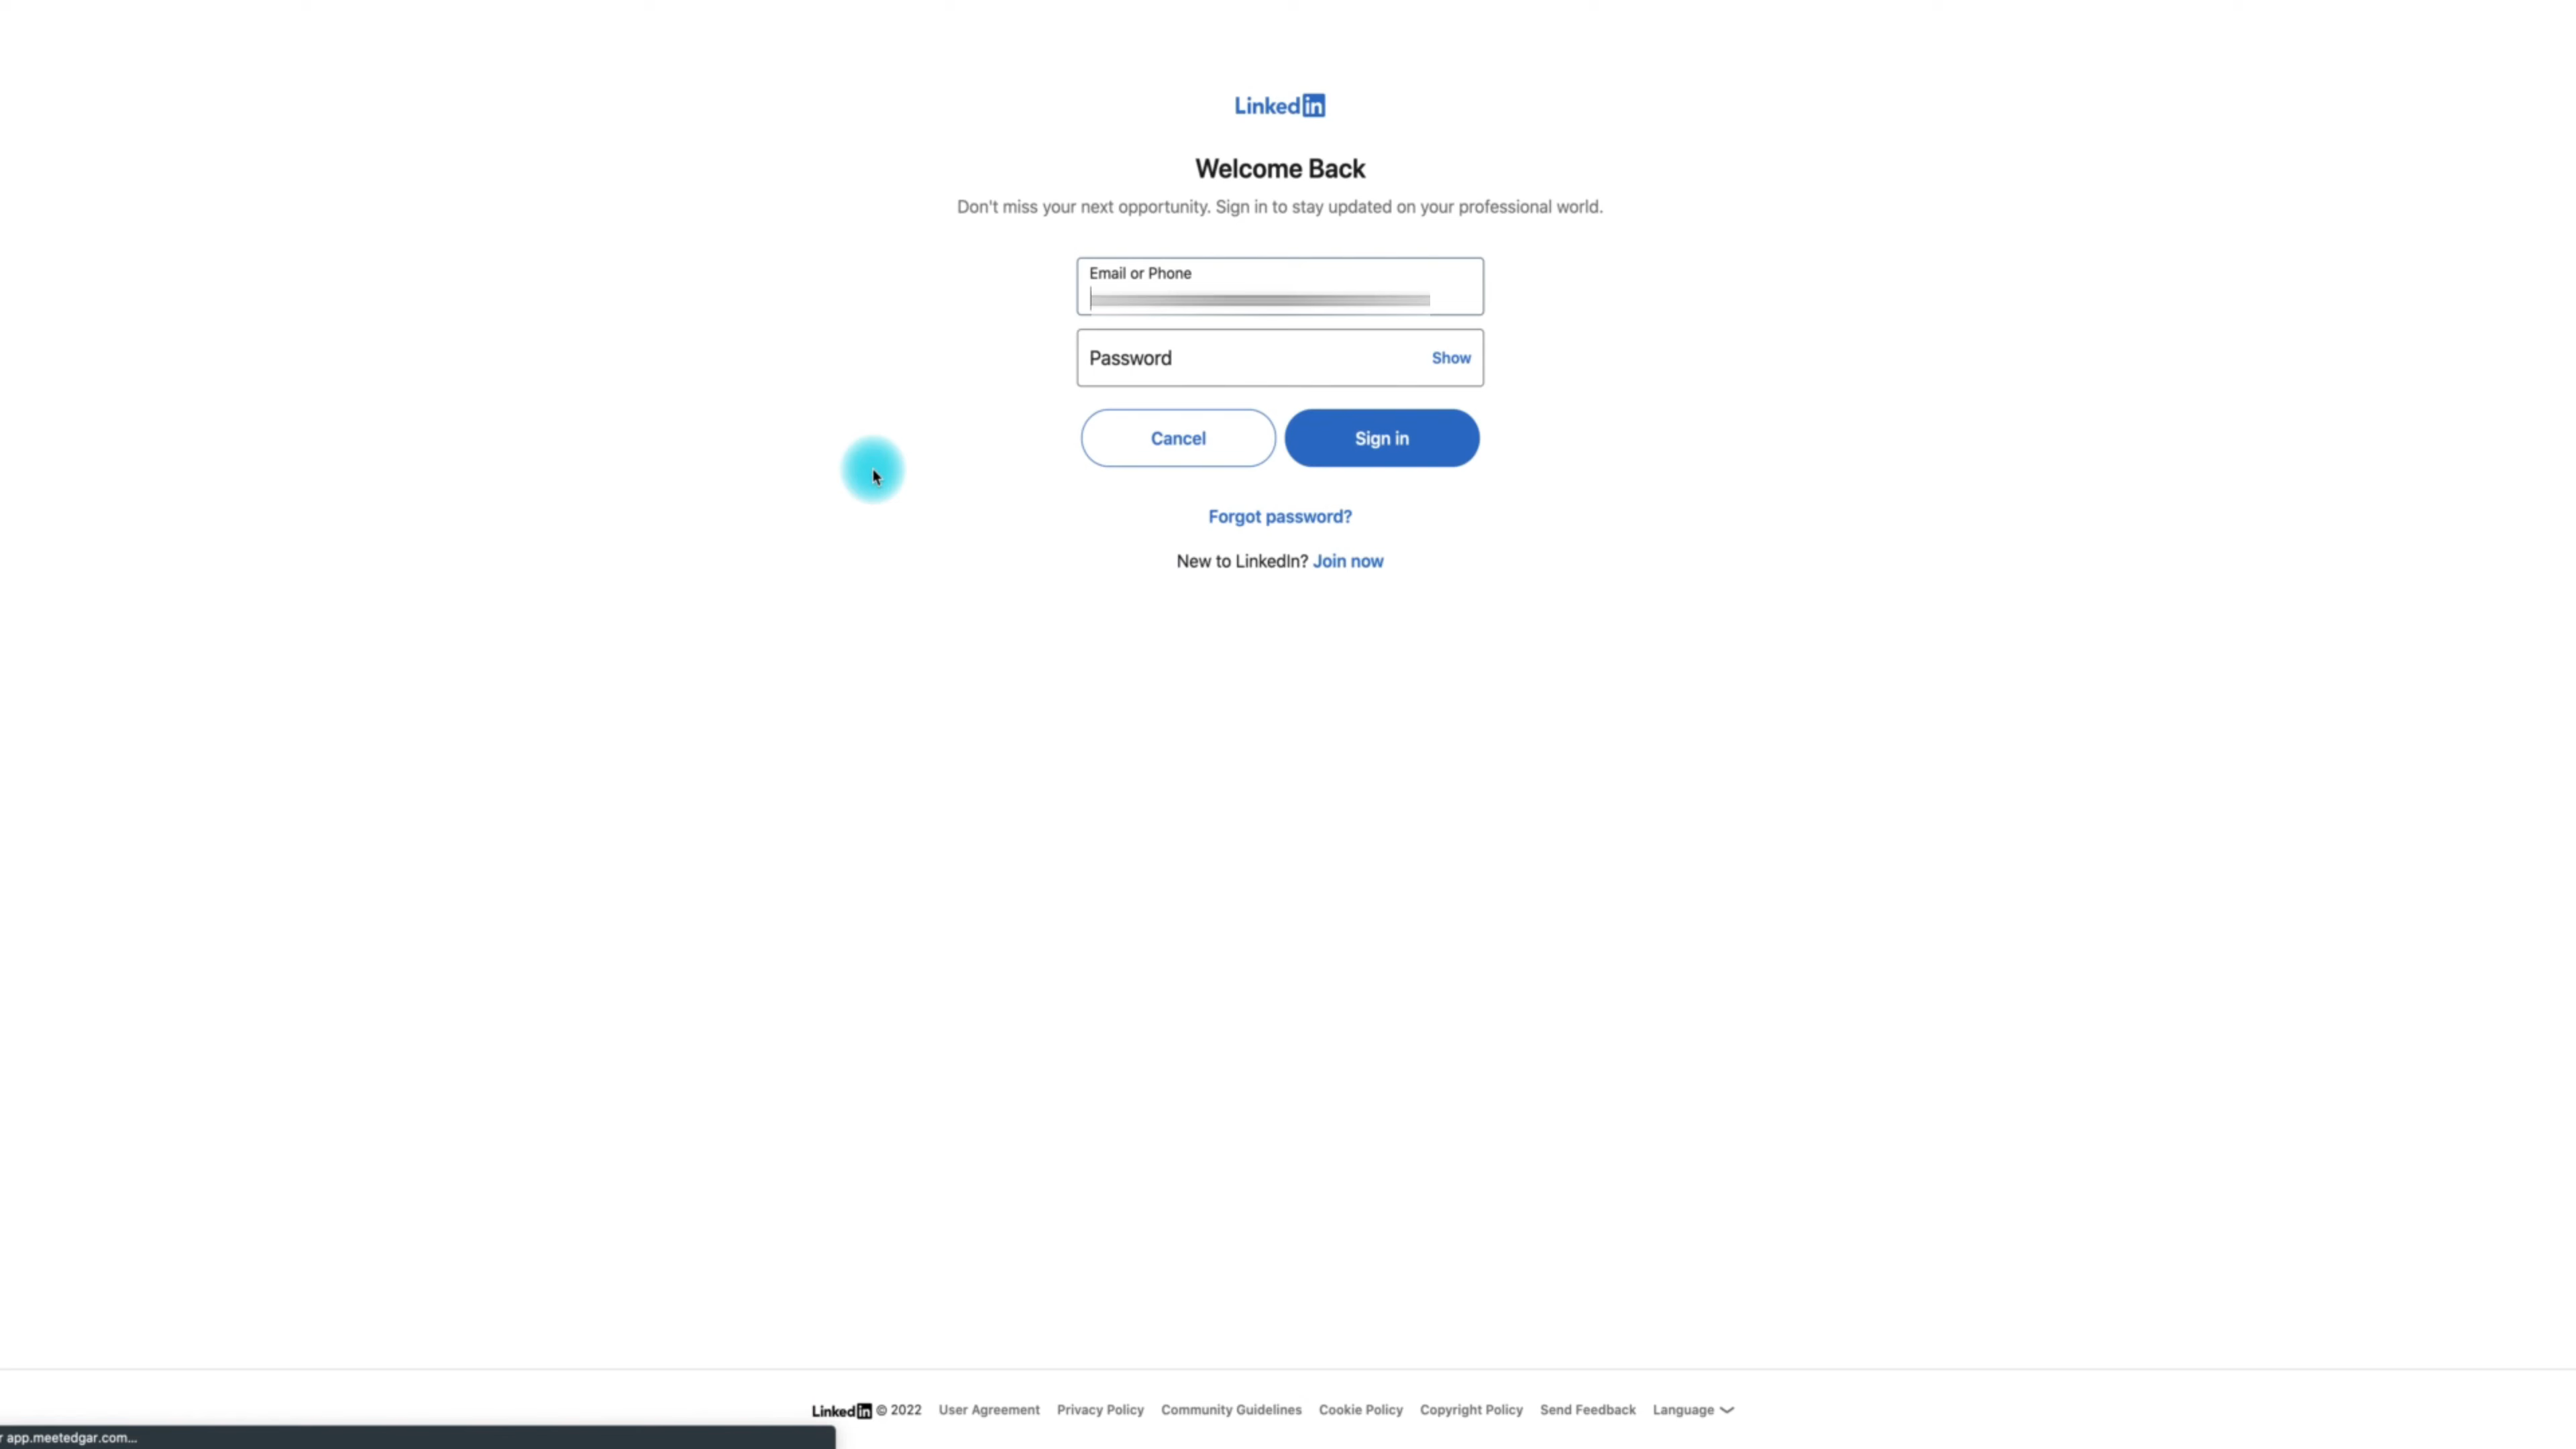 Linkedin
Welcome Back
Don't miss your next opportunity. Sign in to stay updated on your professional world.
Email or Phone
Password Show
Cancel Sign in
Forgot password?
New to LinkedIn? Join now
Linkedin © 2022 User Agreement Privacy Policy Community Guidelines Cookie Policy Copyright Policy Send Feedback Language
app.meetedgar.com...